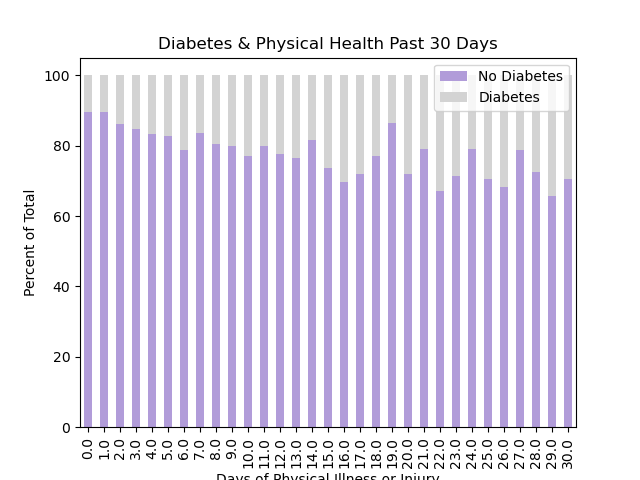 Diabetes & Physical Health Past 30 Days
No Diabetes
Diabetes
Percent of Total
100
80
60
40
20
0
0.0 1.0 2.0 3.0 4.0 5.0 6.0 7.0 8.0 9.0 10.0 11.0 12.0 13.0 14.0 15.0 16.0 17.0 18.0 19.0 20.0 21.0 22.0 23.0 24.0 25.0 26.0 27.0 28.0 29.0 30.0
Days of Physical Illness or Injury